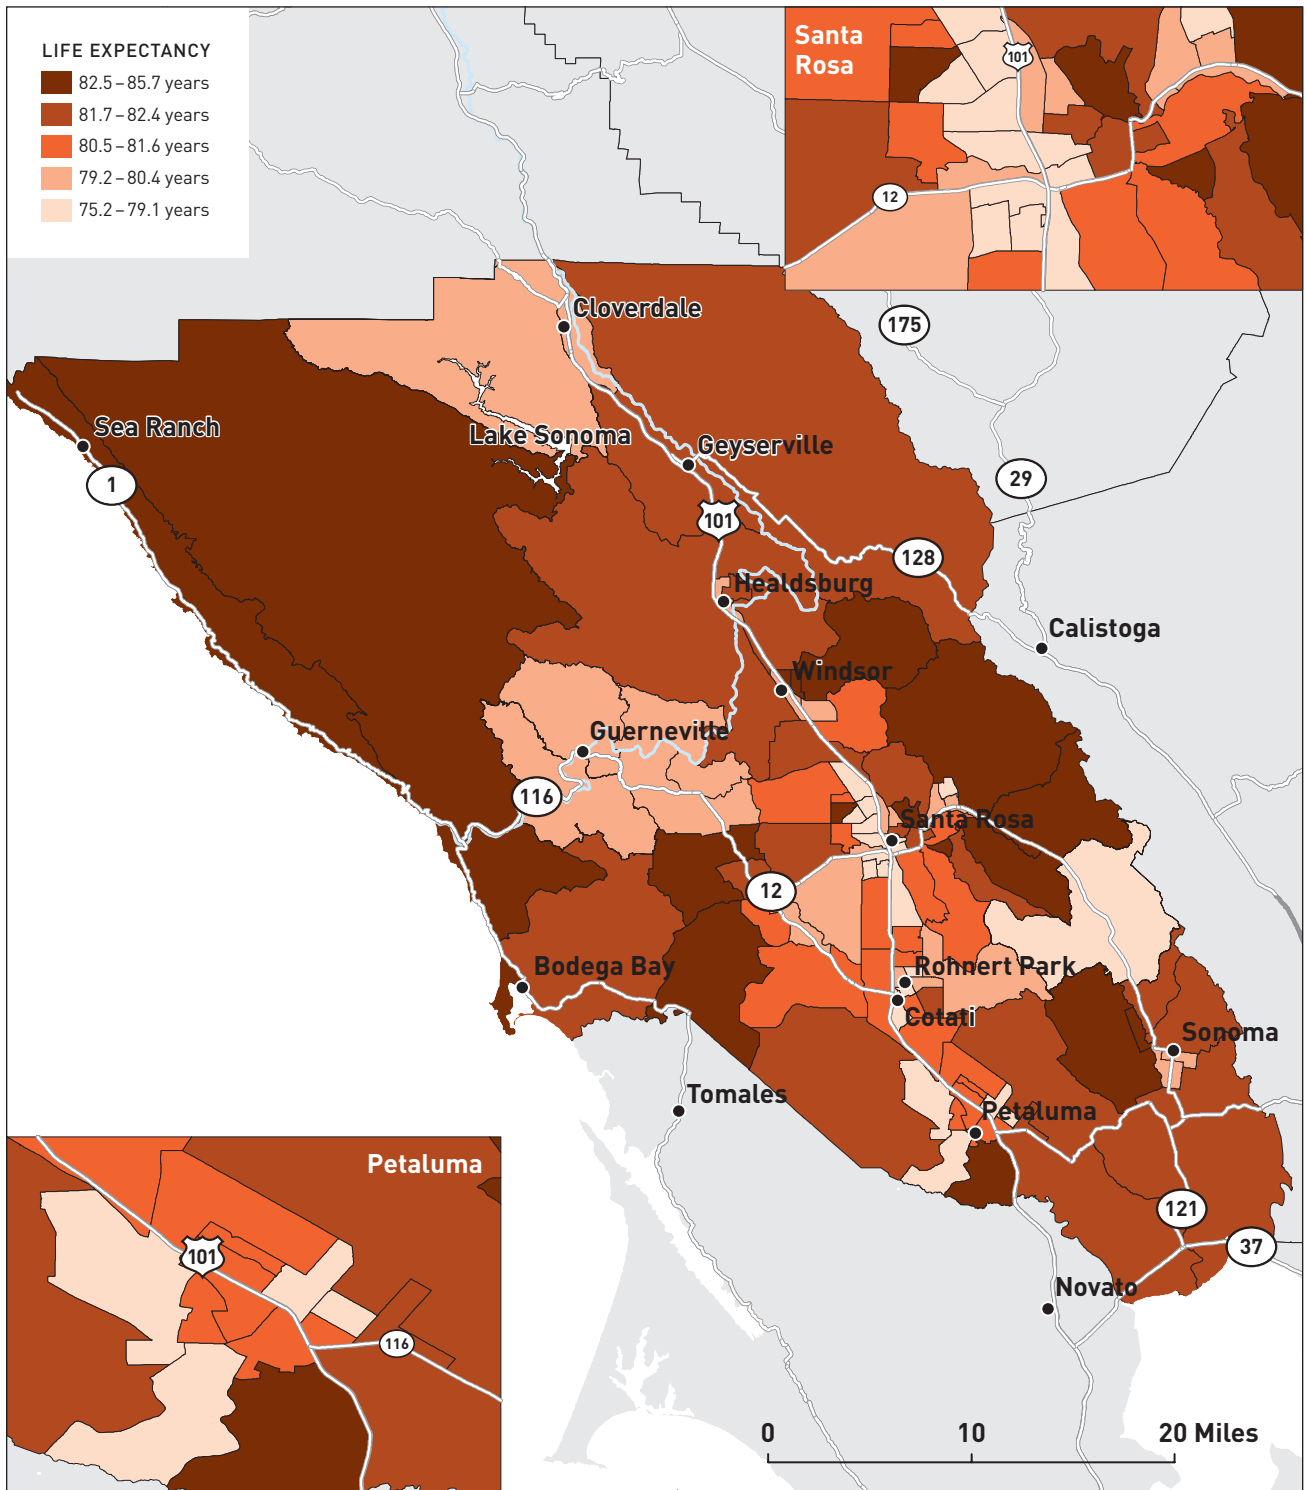 LIFE EXPECTANCY
82.5–85.7 years
81.7–82.4 years
80.5–81.6 years
79.2–80.4 years
75.2–79.1 years
Santa
Rosa
101
12
175
Cloverdale
Sea Ranch
Lake Sonoma
Geyserville
1
29
101
128
Healdsburg
Calistoga
Windsor
Guerneville
116
Santa Rosa
12
Bodega Bay
Rohnert Park
Cotati
Sonoma
Tomales
Petaluma
Petaluma
101
116
121
37
Novato
0 10 20 Miles